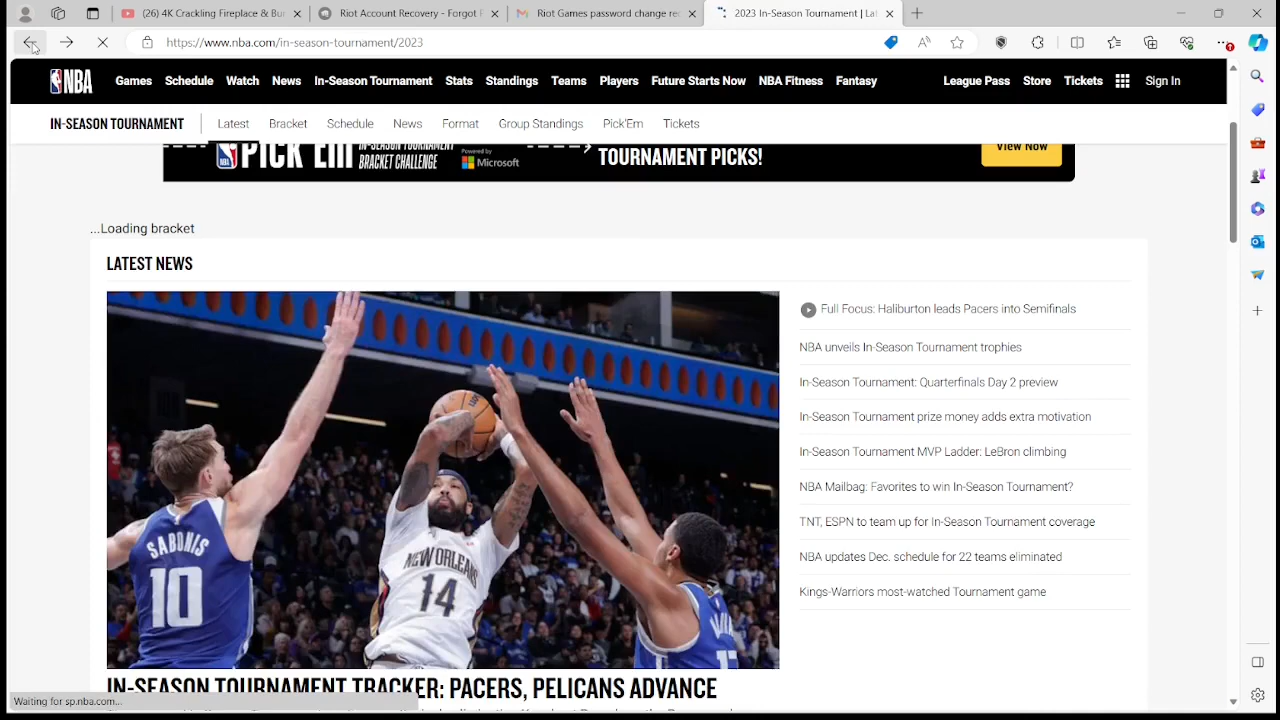 (26) 4K Crackling Fireplace & Bur
Riot Account Recovery - Forgot P
Riot Games password change re
2023 In-Season Tournament | Lat
https://www.nba.com/in-season-tournament/2023
NBA Games Schedule Watch News In-Season Tournament Stats Standings Teams Players Future Starts Now NBA Fitness Fantasy League Pass Store Tickets Sign In
IN-SEASON TOURNAMENT Latest Bracket Schedule News Format Group Standings Pick'Em Tickets
PICK'EM IN-SEASON TOURNAMENT BRACKET CHALLENGE Powered by Microsoft TOURNAMENT PICKS! View Now
...Loading bracket
LATEST NEWS
Full Focus: Haliburton leads Pacers into Semifinals
NBA unveils In-Season Tournament trophies
In-Season Tournament: Quarterfinals Day 2 preview
In-Season Tournament prize money adds extra motivation
In-Season Tournament MVP Ladder: LeBron climbing
NBA Mailbag: Favorites to win In-Season Tournament?
TNT, ESPN to team up for In-Season Tournament coverage
NBA updates Dec. schedule for 22 teams eliminated
Kings-Warriors most-watched Tournament game
SABONIS
10
NEW ORLEANS
14
IN-SEASON TOURNAMENT TRACKER: PACERS, PELICANS ADVANCE
Waiting for sp.nba.com...